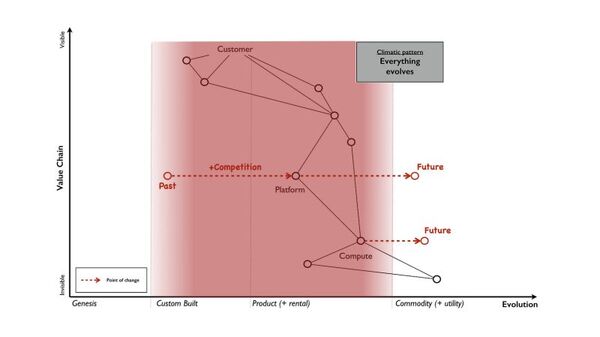 Visible
Value Chain
Invisible
Customer
Climatic pattern
Everything
evolves
+Competition
Past
Platform
Future
Future
Compute
Point of change
Genesis
Custom Built
Product (+ rental)
Commodity (+ utility)
Evolution